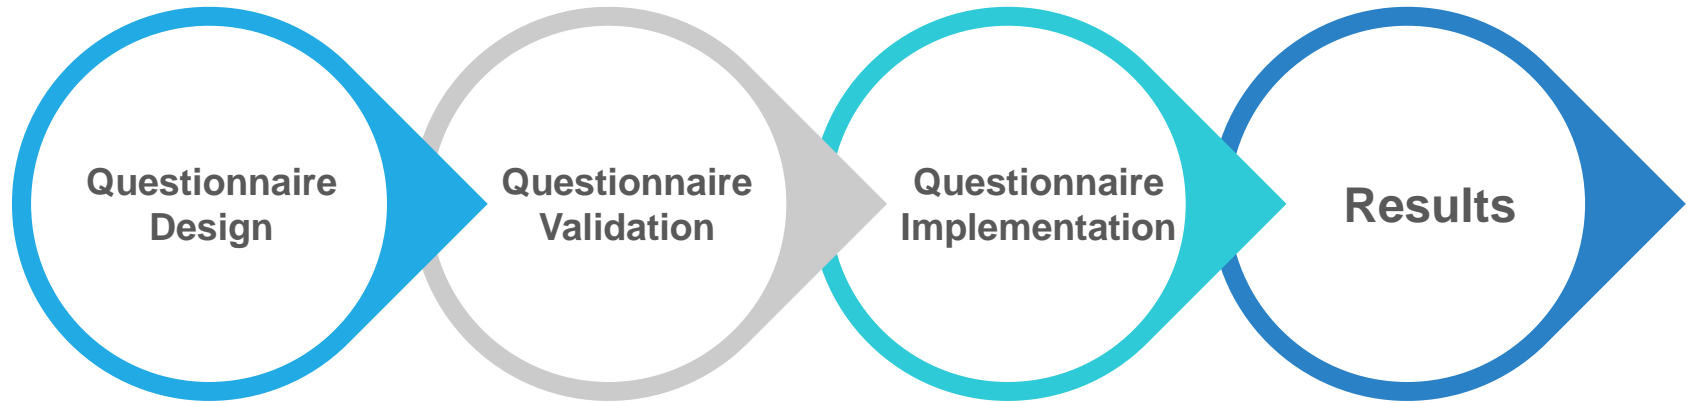 Questionnaire
Design
Questionnaire
Validation
Questionnaire
Implementation
Results